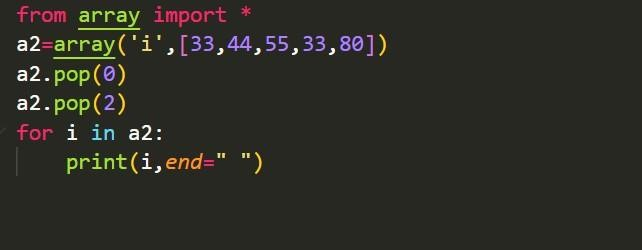 from array import *
a2=array('i',[33,44,55,33,80])
a2.pop(0)
a2.pop(2)
for i in a2:
    print(i,end=" ")